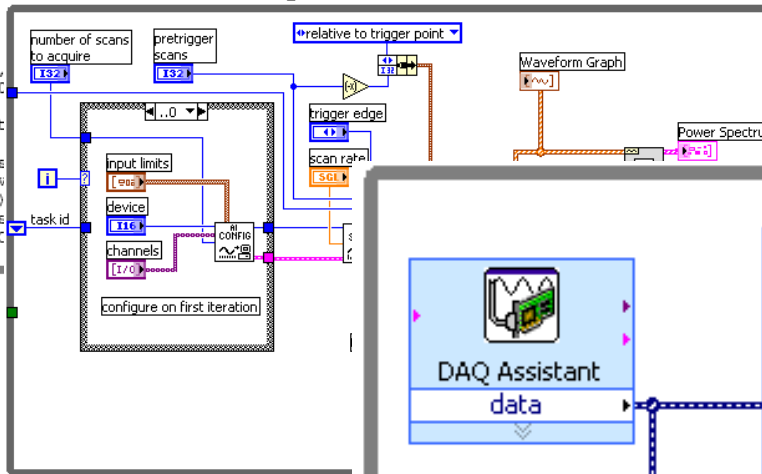 number of scans
to acquire
I32
pretrigger
scans
I32
relative to trigger point
I32
(-x)
Waveform Graph
trigger edge
Power Spectru
scan rate
SGL
..0
input limits
i
?
device
I16
AI
CONFIG
task id
channels
[I/O]
configure on first iteration
DAQ Assistant
data